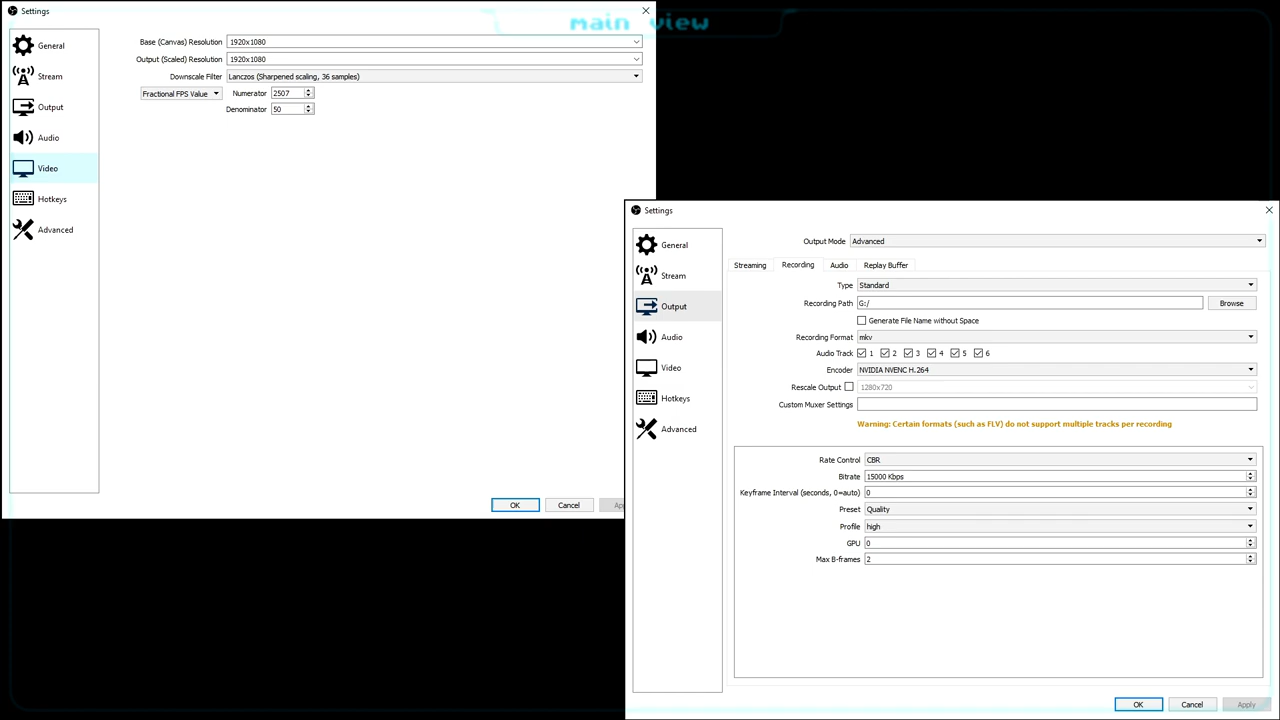 main view
Settings
General
Stream
Output
Audio
Video
Hotkeys
Advanced
Base (Canvas) Resolution 1920x1080
Output (Scaled) Resolution 1920x1080
Downscale Filter Lanczos (Sharpened scaling, 36 samples)
Fractional FPS Value Numerator 2507
Denominator 50
OK Cancel Ap
Settings
General
Stream
Output
Audio
Video
Hotkeys
Advanced
Output Mode Advanced
Streaming Recording Audio Replay Buffer
Type Standard
Recording Path G:/ Browse
Generate File Name without Space
Recording Format mkv
Audio Track 1 2 3 4 5 6
Encoder NVIDIA NVENC H.264
Rescale Output 1280x720
Custom Muxer Settings
Warning: Certain formats (such as FLV) do not support multiple tracks per recording
Rate Control CBR
Bitrate 15000 Kbps
Keyframe Interval (seconds, 0=auto) 0
Preset Quality
Profile high
GPU 0
Max B-frames 2
OK Cancel Apply